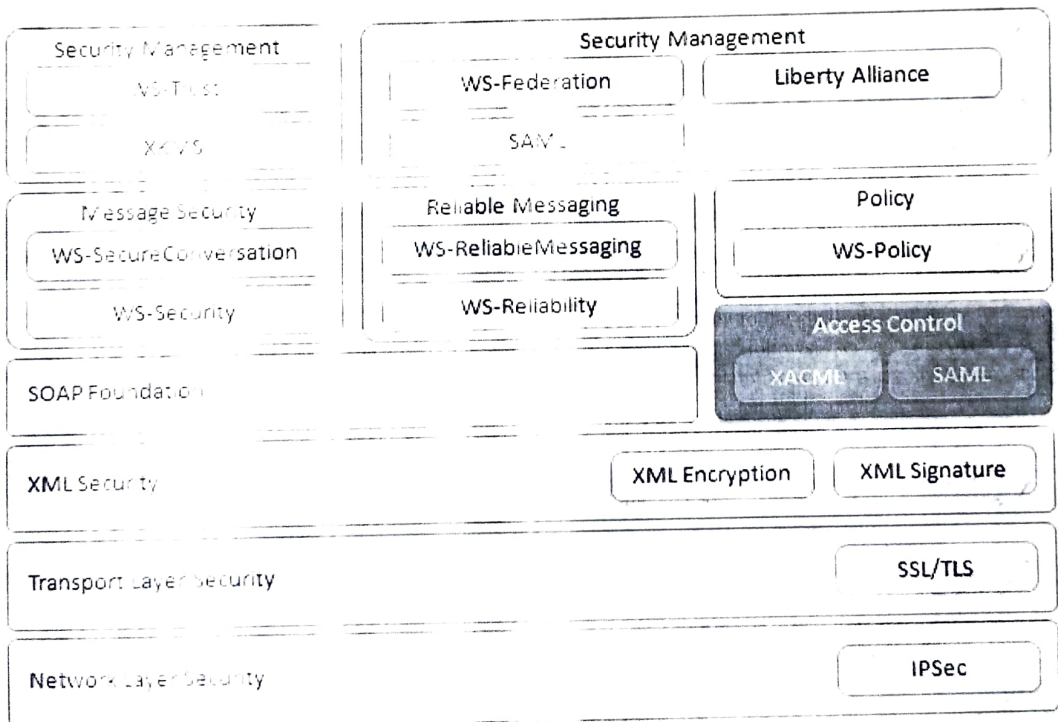 Security Management
WS-Trust
XKMS
Security Management
WS-Federation
Liberty Alliance
SAML
Message Security
WS-SecureConversation
WS-Security
Reliable Messaging
WS-ReliableMessaging
WS-Reliability
Policy
WS-Policy
Access Control
XACML
SAML
SOAP Foundation
XML Security
XML Encryption
XML Signature
Transport Layer Security
SSL/TLS
Network Layer Security
IPSec